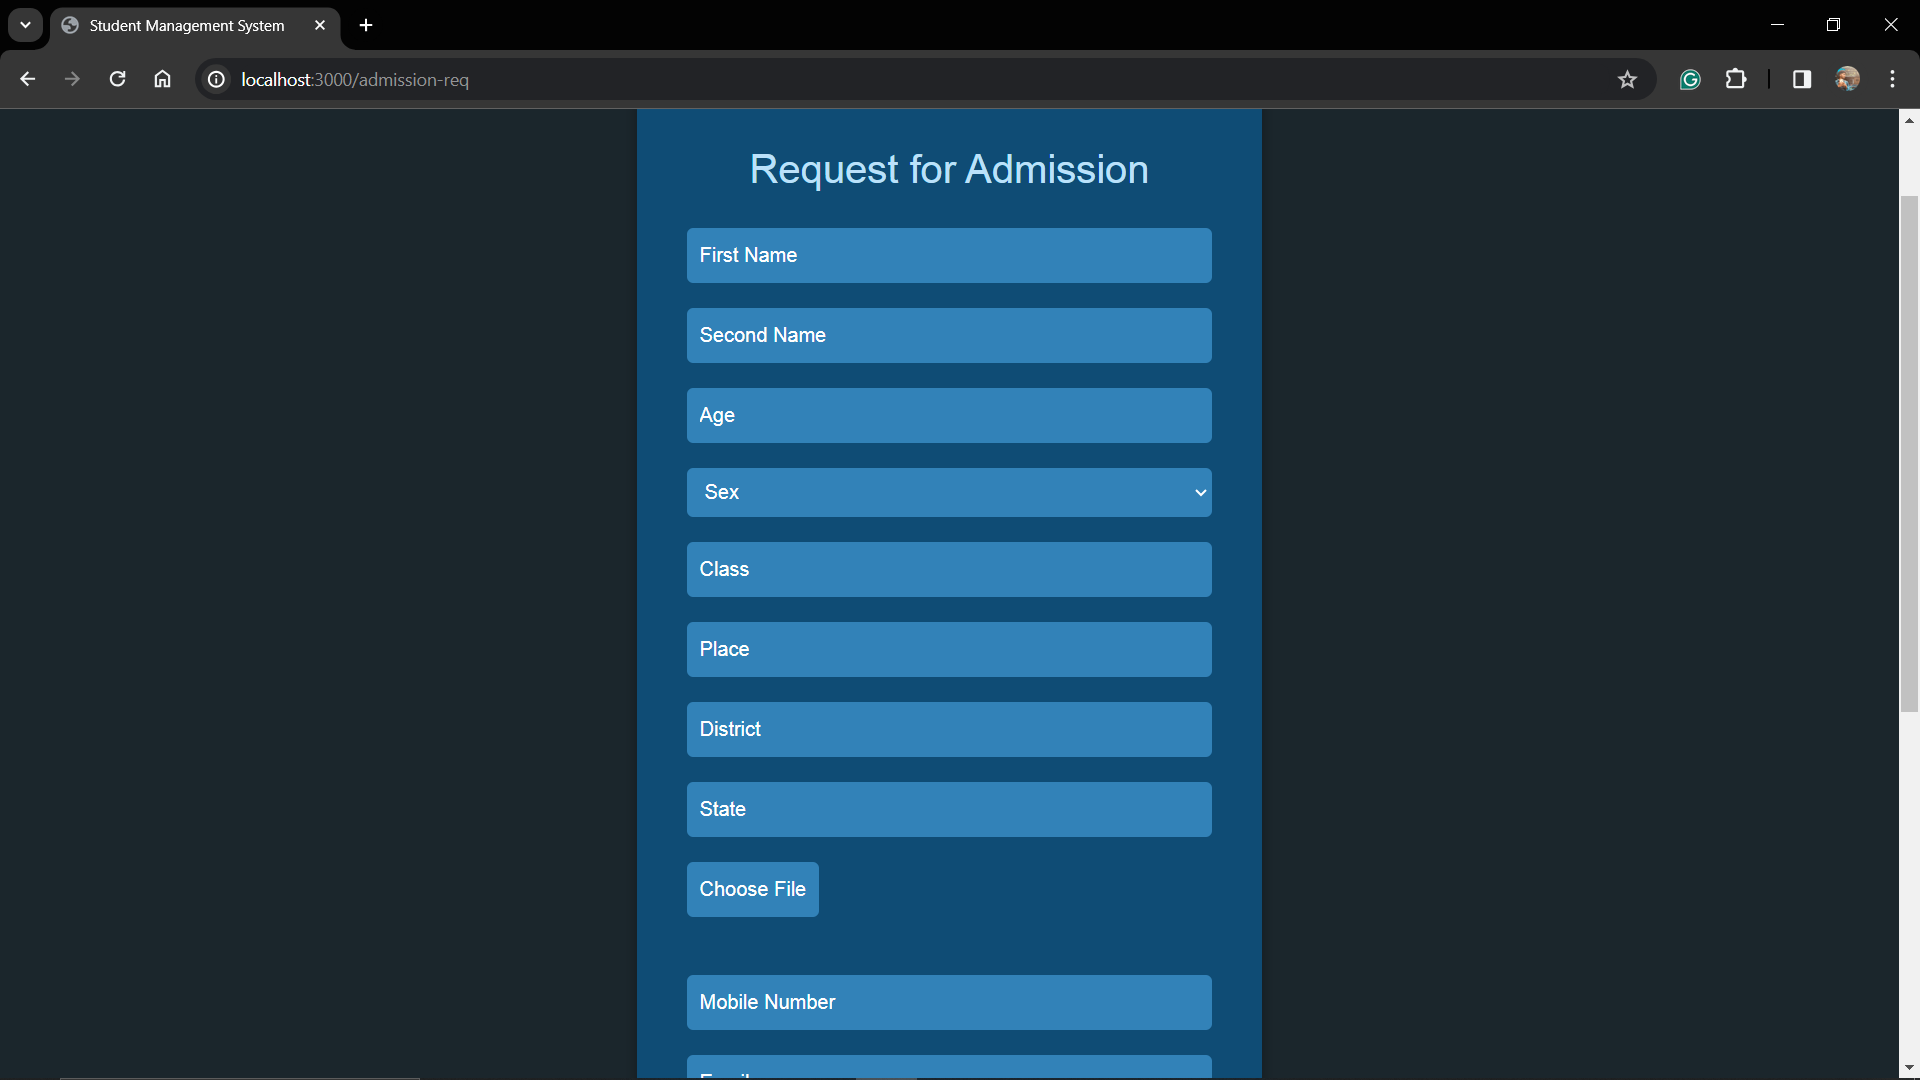 Student Management System
localhost:3000/admission-req
Request for Admission
First Name
Second Name
Age
Sex
Class
Place
District
State
Choose File
Mobile Number